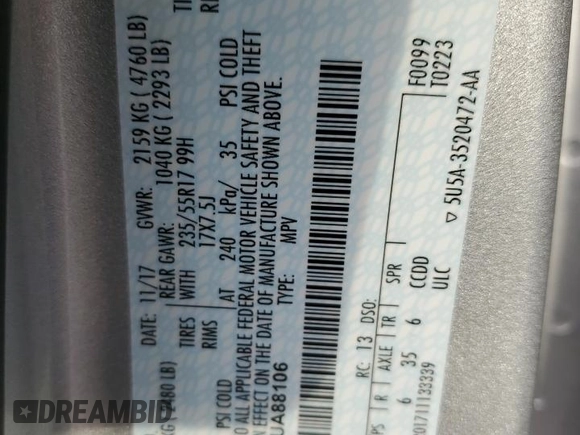 DATE: 11/17 GVWR: 2159 KG ( 4760 LB)
REAR GAWR: 1040 KG ( 2293 LB)
WITH 235/55R17 99H TIRES
17X7.5J RIMS
AT 240 kPa/ 35 PSI COLD
PSI COLD
ALL APPLICABLE FEDERAL MOTOR VEHICLE SAFETY AND THEFT
EFFECT ON THE DATE OF MANUFACTURE SHOWN ABOVE.
UA88106 TYPE: MPV
F0099
T0223
RC: 13 DSO:
R AXLE TR SPR
6 35 6 CCDD
ULC
5U5A-3520472-AA
DREAMBID